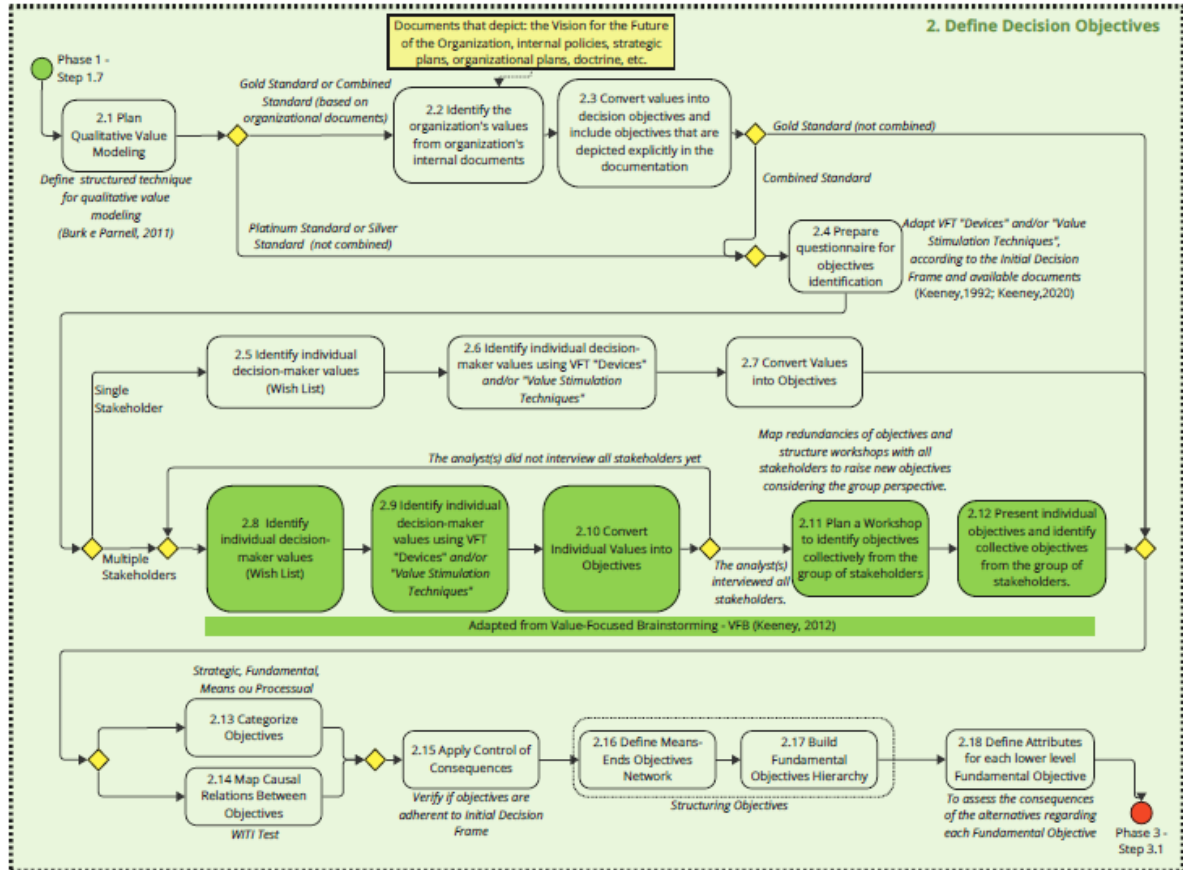 Documents that depict: the Vision for the Future
of the Organization, internal policies, strategic
plans, organizational plans, doctrine, etc.
2. Define Decision Objectives
Phase 1 -
Step 1.7
Gold Standard or Combined
Standard (based on
organizational documents)
2.1 Plan
Qualitative Value
Modeling
Define structured technique
for qualitative value
modeling
(Burk e Parnell, 2011)
2.2 Identify the
organization's values
from organization's
internal documents
2.3 Convert values into
decision objectives and
include objectives that are
depicted explicitly in the
documentation
Gold Standard (not combined)
Combined Standard
Platinum Standard or Silver
Standard (not combined)
2.4 Prepare
questionnaire for
objectives
identification
Adapt VFT "Devices" and/or "Value
Stimulation Techniques",
according to the Initial Decision
Frame and available documents
(Keeney,1992; Keeney,2020)
Single
Stakeholder
2.5 Identify individual
decision-maker values
(Wish List)
2.6 Identify individual decision-
maker values using VFT "Devices"
and/or "Value Stimulation
Techniques"
2.7 Convert Values
into Objectives
The analyst(s) did not interview all stakeholders yet
Map redundancies of objectives and
structure workshops with all
stakeholders to raise new objectives
considering the group perspective.
Multiple
Stakeholders
2.8 Identify
individual decision-
maker values
(Wish List)
2.9 Identify individual
decision-maker
values using VFT
"Devices" and/or
"Value Stimulation
Techniques"
2.10 Convert
Individual Values into
Objectives
The analyst(s)
interviewed all
stakeholders.
2.11 Plan a Workshop
to identify objectives
collectively from the
group of stakeholders
2.12 Present individual
objectives and identify
collective objectives
from the group of
stakeholders.
Adapted from Value-Focused Brainstorming - VFB (Keeney, 2012)
Strategic, Fundamental,
Means ou Processual
2.13 Categorize
Objectives
2.14 Map Causal
Relations Between
Objectives
WITI Test
2.15 Apply Control of
Consequences
Verify if objectives are
adherent to Initial Decision
Frame
2.16 Define Means-
Ends Objectives
Network
2.17 Build
Fundamental
Objectives Hierarchy
Structuring Objectives
2.18 Define Attributes
for each lower level
Fundamental Objective
To assess the consequences
of the alternatives regarding
each Fundamental Objective
Phase 3 -
Step 3.1